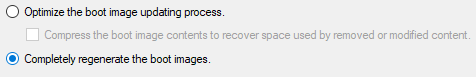 Optimize the boot image updating process.
Compress the boot image contents to recover space used by removed or modified content.
Completely regenerate the boot images.